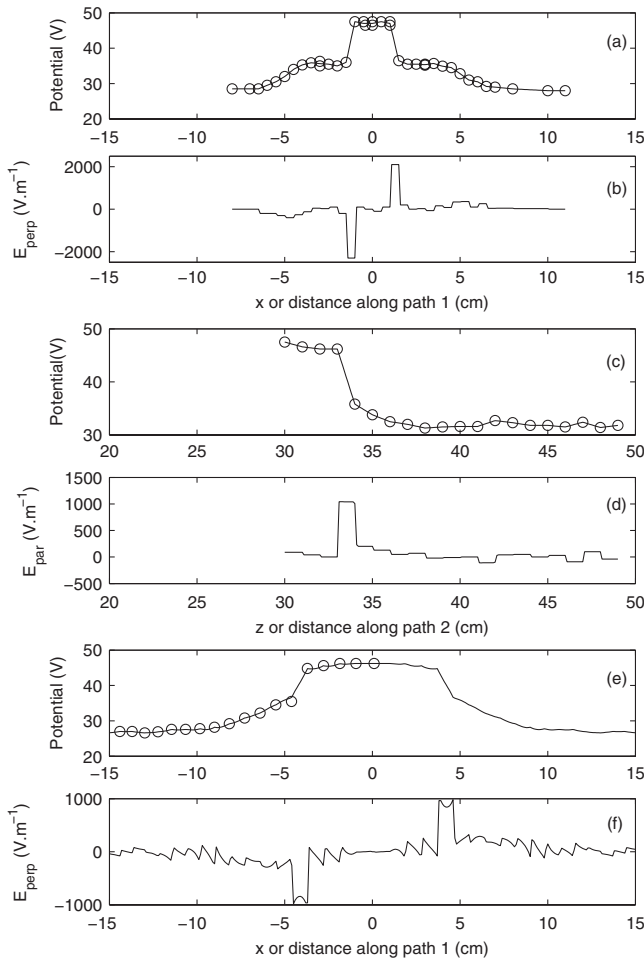 50
40
30
20
Potential (V)
(a)
−15 −10 −5 0 5 10 15
2000
0
−2000
E_perp (V.m⁻¹)
(b)
−15 −10 −5 0 5 10 15
x or distance along path 1 (cm)
50
40
30
Potential(V)
(c)
20 25 30 35 40 45 50
1500
1000
500
0
−500
E_par (V.m⁻¹)
(d)
20 25 30 35 40 45 50
z or distance along path 2 (cm)
50
40
30
20
Potential (V)
(e)
−15 −10 −5 0 5 10 15
1000
0
−1000
E_perp (V.m⁻¹)
(f)
−15 −10 −5 0 5 10 15
x or distance along path 1 (cm)